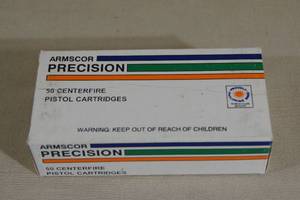 ARMSCOR
PRECISION
50 CENTERFIRE
PISTOL CARTRIDGES
WARNING: KEEP OUT OF REACH OF CHILDREN
ARMSCOR
PRECISION
50 CENTERFIRE
PISTOL CARTRIDGES